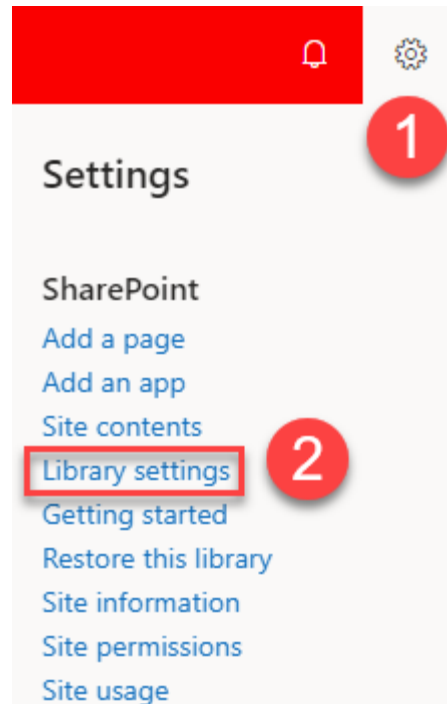 1
Settings
SharePoint
Add a page
Add an app
Site contents
Library settings
2
Getting started
Restore this library
Site information
Site permissions
Site usage